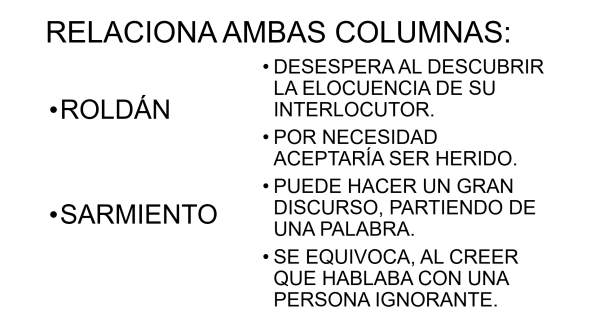 RELACIONA AMBAS COLUMNAS:
•ROLDÁN
•SARMIENTO
• DESESPERA AL DESCUBRIR
LA ELOCUENCIA DE SU
INTERLOCUTOR.
• POR NECESIDAD
ACEPTARÍA SER HERIDO.
• PUEDE HACER UN GRAN
DISCURSO, PARTIENDO DE
UNA PALABRA.
• SE EQUIVOCA, AL CREER
QUE HABLABA CON UNA
PERSONA IGNORANTE.